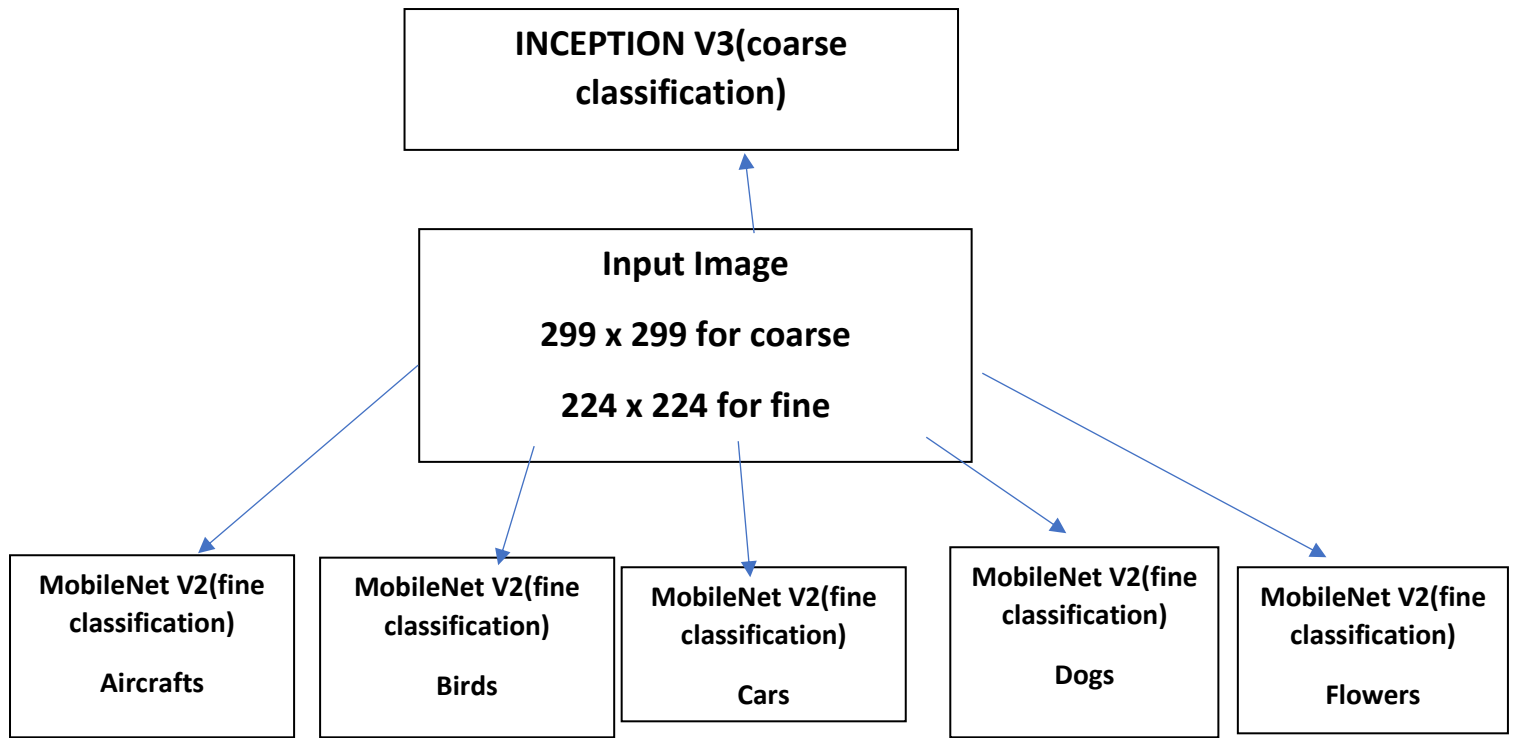 INCEPTION V3(coarse
classification)
Input Image
299 x 299 for coarse
224 x 224 for fine
MobileNet V2(fine
classification)
Aircrafts
MobileNet V2(fine
classification)
Birds
MobileNet V2(fine
classification)
Cars
MobileNet V2(fine
classification)
Dogs
MobileNet V2(fine
classification)
Flowers